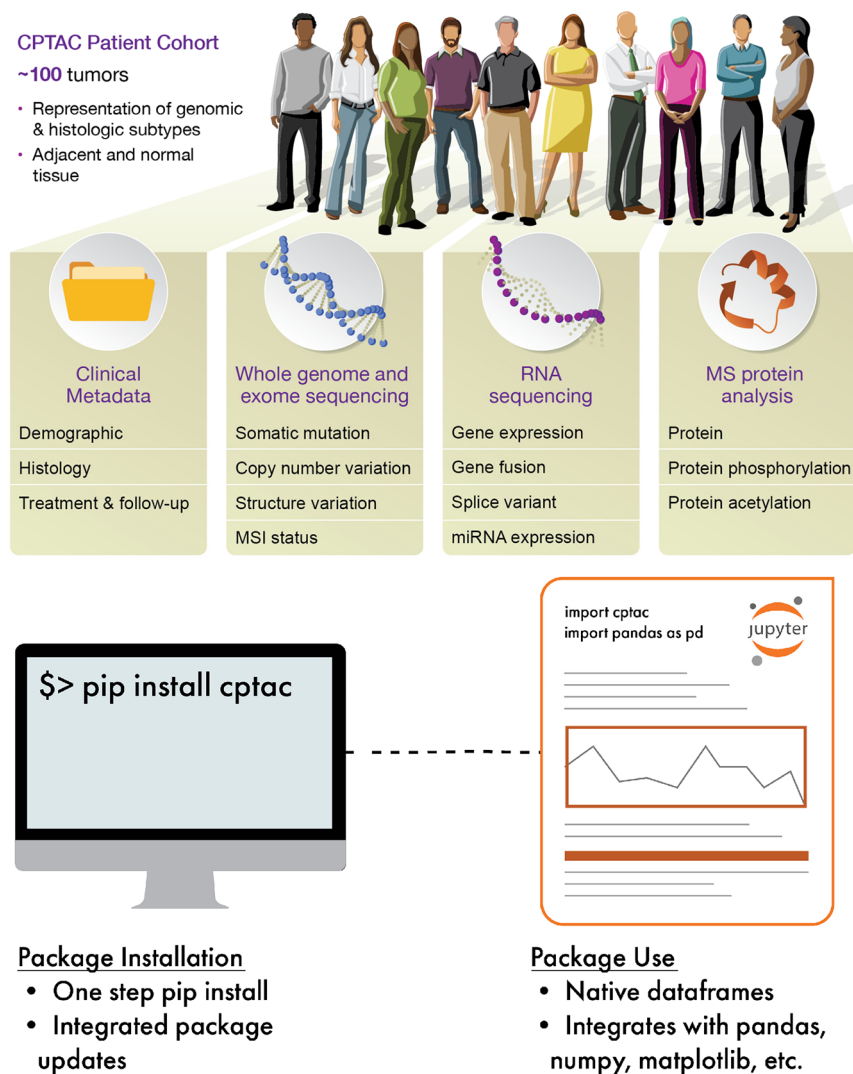 CPTAC Patient Cohort
~100 tumors
• Representation of genomic
& histologic subtypes
• Adjacent and normal
tissue
Clinical
Metadata
Demographic
Histology
Treatment & follow-up
Whole genome and
exome sequencing
Somatic mutation
Copy number variation
Structure variation
MSI status
RNA
sequencing
Gene expression
Gene fusion
Splice variant
miRNA expression
MS protein
analysis
Protein
Protein phosphorylation
Protein acetylation
$> pip install cptac
import cptac
import pandas as pd
jupyter
Package Installation
• One step pip install
• Integrated package
updates
Package Use
• Native dataframes
• Integrates with pandas,
numpy, matplotlib, etc.